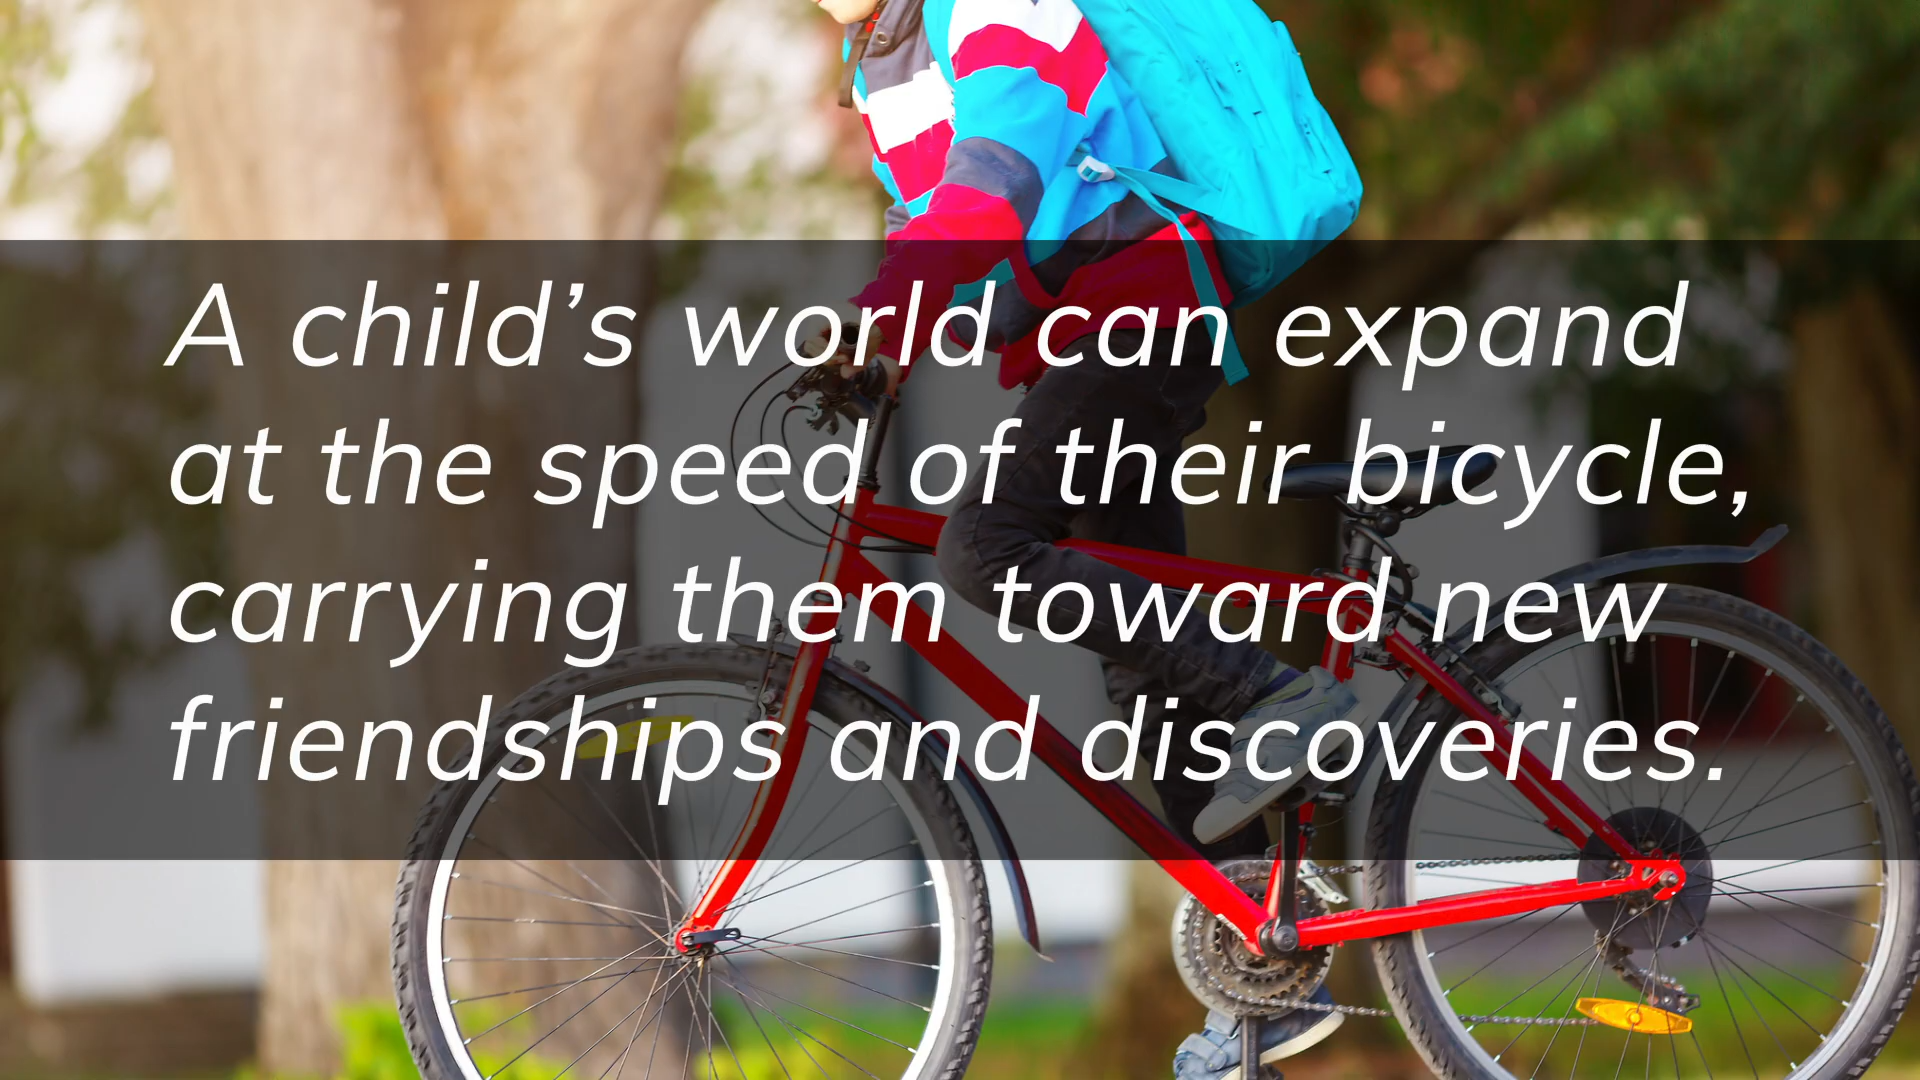 A child’s world can expand
at the speed of their bicycle,
carrying them toward new
friendships and discoveries.